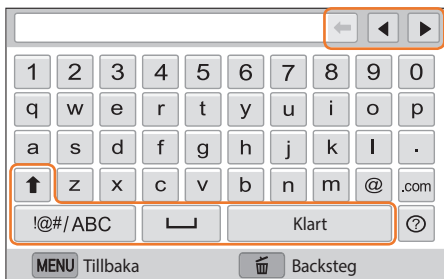 1 2 3 4 5 6 7 8 9 0
q w e r t y u i o p
a s d f g h j k l .
z x c v b n m @ .com
!@#/ABC Klart ?
MENU Tillbaka Backsteg